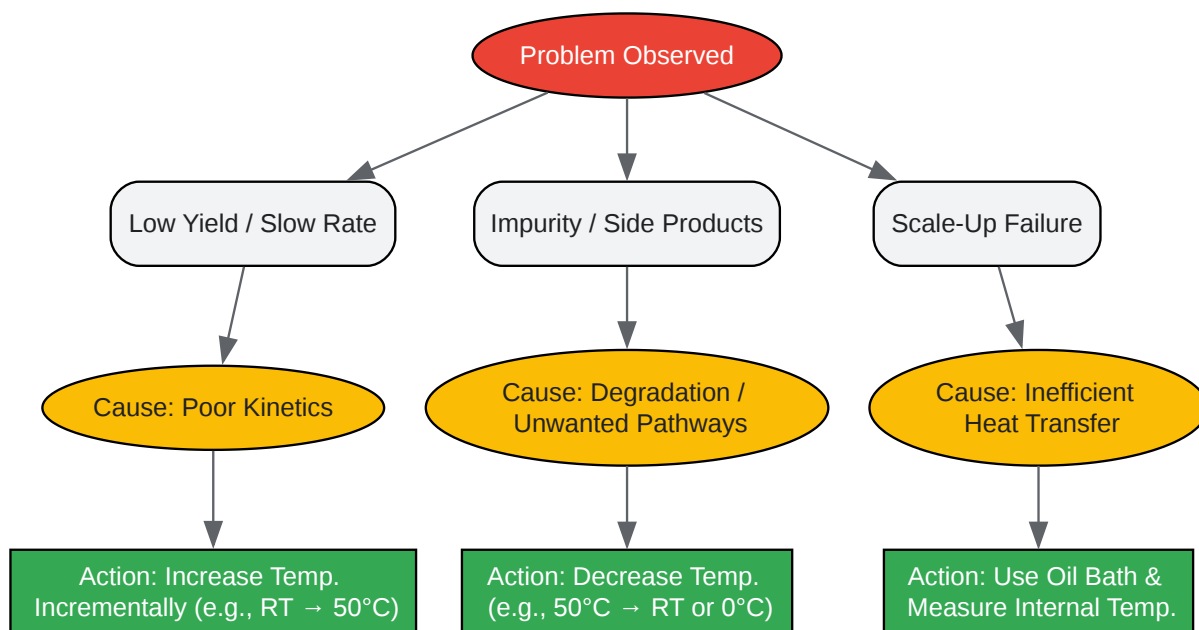 Problem Observed
Low Yield / Slow Rate
Impurity / Side Products
Scale-Up Failure
Cause: Poor Kinetics
Cause: Degradation /
Unwanted Pathways
Cause: Inefficient
Heat Transfer
Action: Increase Temp.
Incrementally (e.g., RT → 50°C)
Action: Decrease Temp.
(e.g., 50°C → RT or 0°C)
Action: Use Oil Bath &
Measure Internal Temp.